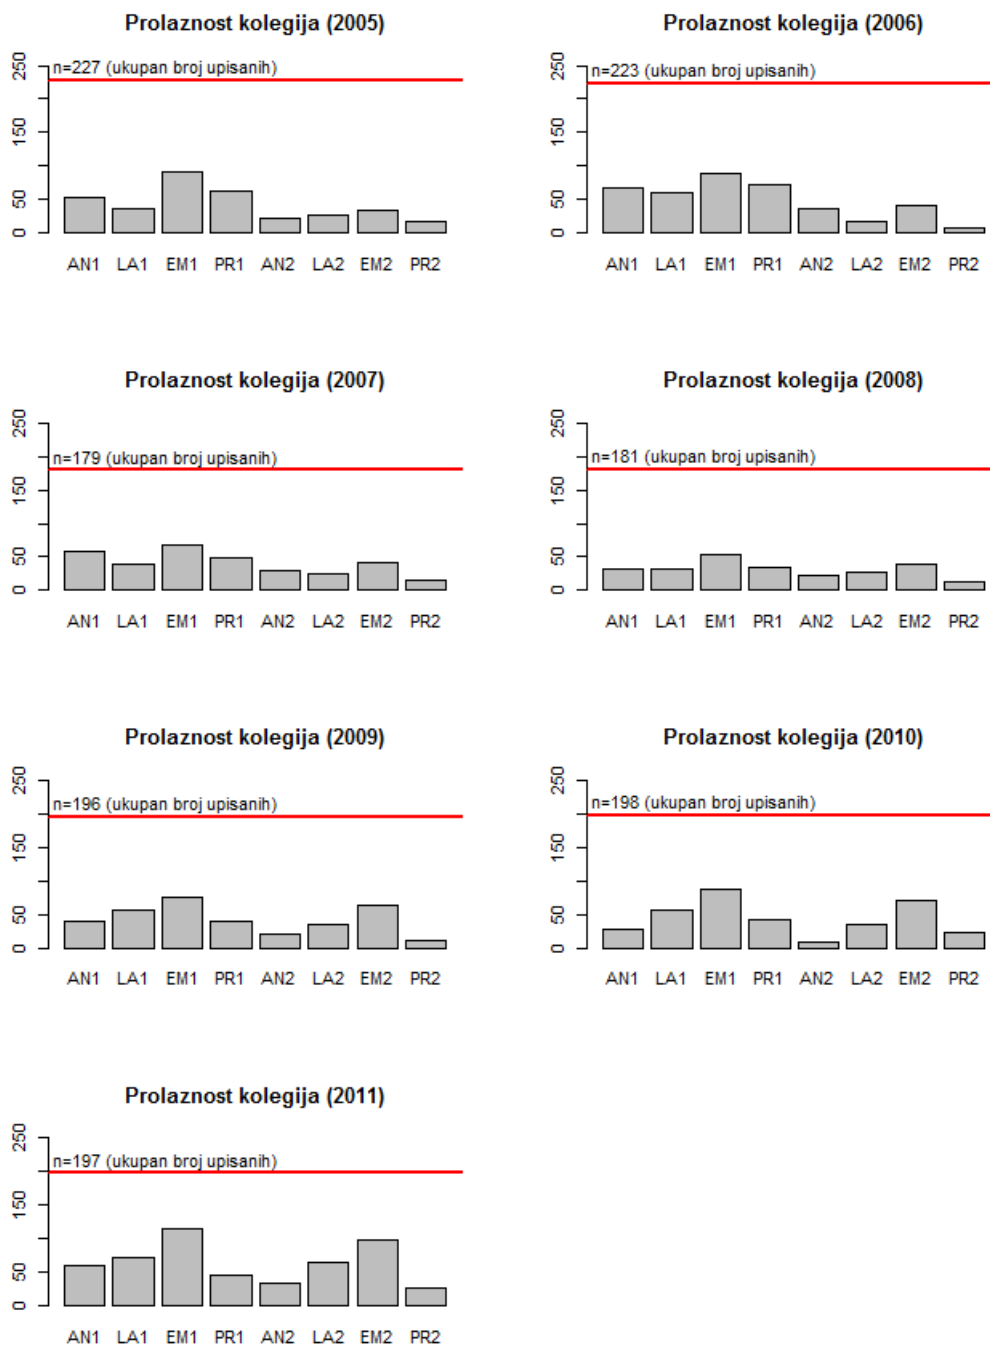 Prolaznost kolegija (2005)
n=227 (ukupan broj upisanih)
250
150
50
0
AN1 LA1 EM1 PR1 AN2 LA2 EM2 PR2
Prolaznost kolegija (2006)
n=223 (ukupan broj upisanih)
250
150
50
0
AN1 LA1 EM1 PR1 AN2 LA2 EM2 PR2
Prolaznost kolegija (2007)
250
n=179 (ukupan broj upisanih)
150
50
0
AN1 LA1 EM1 PR1 AN2 LA2 EM2 PR2
Prolaznost kolegija (2008)
250
n=181 (ukupan broj upisanih)
150
50
0
AN1 LA1 EM1 PR1 AN2 LA2 EM2 PR2
Prolaznost kolegija (2009)
250
n=196 (ukupan broj upisanih)
150
50
0
AN1 LA1 EM1 PR1 AN2 LA2 EM2 PR2
Prolaznost kolegija (2010)
250
n=198 (ukupan broj upisanih)
150
50
0
AN1 LA1 EM1 PR1 AN2 LA2 EM2 PR2
Prolaznost kolegija (2011)
250
n=197 (ukupan broj upisanih)
150
50
0
AN1 LA1 EM1 PR1 AN2 LA2 EM2 PR2